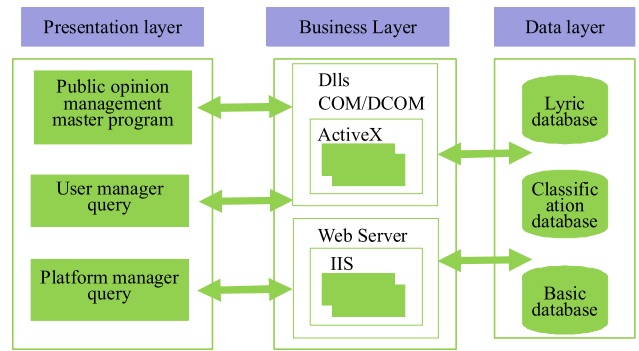 Presentation layer
Business Layer
Data layer
Public opinion
management
master program
User manager
query
Platform manager
query
Dlls
COM/DCOM
ActiveX
Web Server
IIS
Lyric
database
Classific
ation
database
Basic
database